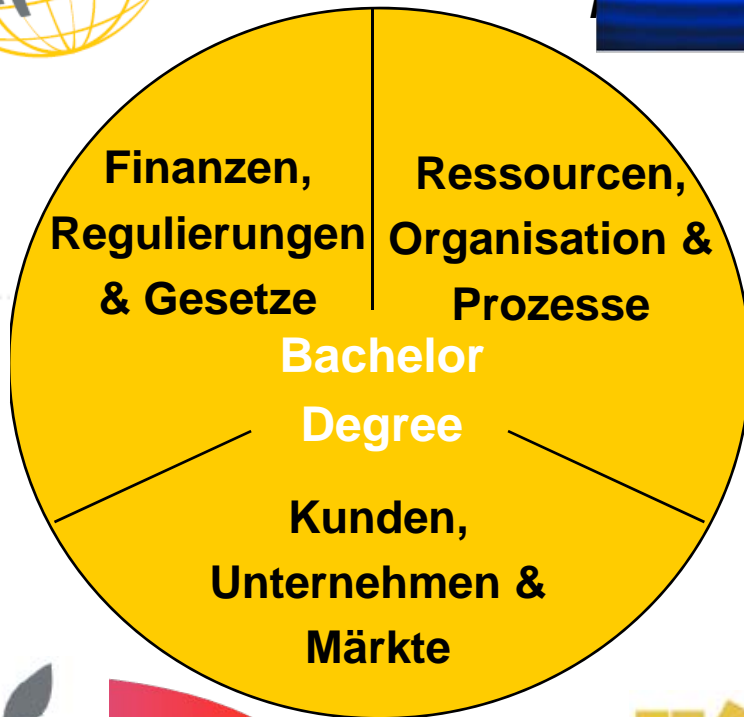 Finanzen,
Regulierungen
& Gesetze
Ressourcen,
Organisation &
Prozesse
Bachelor
Degree
Kunden,
Unternehmen &
Märkte